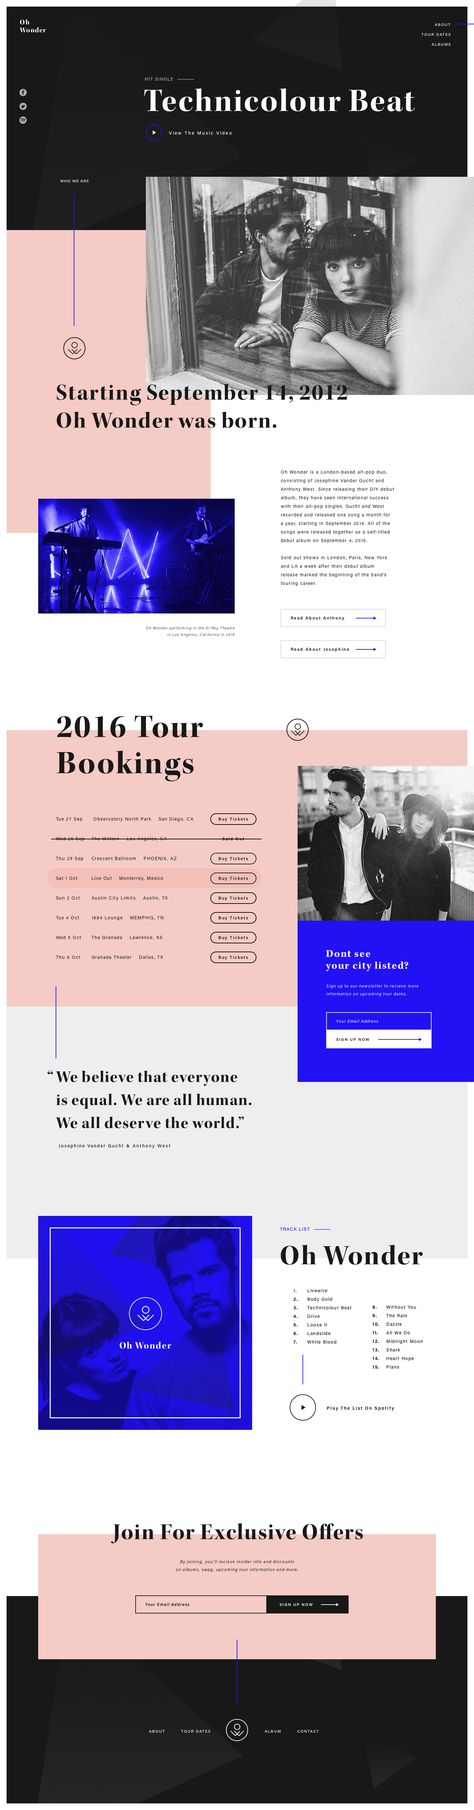 Oh
Wonder
ABOUT
TOUR DATES
ALBUMS
HIT SINGLE
Technicolour Beat
View The Music Video
WHO WE ARE
Starting September 14, 2012
Oh Wonder was born.
Oh Wonder is a London-based alt-pop duo,
consisting of Josephine Vander Gucht and
Anthony West. Since releasing their DIY debut
album, they have seen international success
with their alt-pop singles. Gucht and West
recorded and released one song a month for
a year, starting in September 2014. All of the
songs were released together as a self-titled
debut album on September 4, 2015.
Sold out shows in London, Paris, New York
and LA a week after their debut album
release marked the beginning of the band's
touring career.
Oh Wonder performing in the El Rey Theatre
in Los Angeles, California in 2016
Read About Anthony
Read About Josephine
2016 Tour
Bookings
Tue 27 Sep Observatory North Park San Diego, CA Buy Tickets
Wed 28 Sep The Wiltern Los Angeles, CA Sold Out
Thu 29 Sep Crescent Ballroom PHOENIX, AZ Buy Tickets
Sat 1 Oct Live Out Monterrey, Mexico Buy Tickets
Sun 2 Oct Austin City Limits Austin, TX Buy Tickets
Tue 4 Oct 1884 Lounge MEMPHIS, TN Buy Tickets
Wed 5 Oct The Granada Lawrence, KS Buy Tickets
Thu 6 Oct Granada Theater Dallas, TX Buy Tickets
Dont see
your city listed?
Sign up to our newsletter to recieve more
information on upcoming tour dates.
Your Email Address
SIGN UP NOW
“ We believe that everyone
is equal. We are all human.
We all deserve the world.”
Josephine Vander Gucht & Anthony West
Oh Wonder
TRACK LIST
Oh Wonder
1. Livewire
2. Body Gold
3. Technicolour Beat
4. Drive
5. Loose It
6. Landslide
7. White Blood
8. Without You
9. The Rain
10. Dazzle
11. All We Do
12. Midnight Moon
13. Shark
14. Heart Hope
15. Plans
Play The List On Spotify
Join For Exclusive Offers
By joining, you'll recieve insider info and discounts
on albums, swag, upcoming tour information and more.
Your Email Address
SIGN UP NOW
ABOUT
TOUR DATES
ALBUM
CONTACT